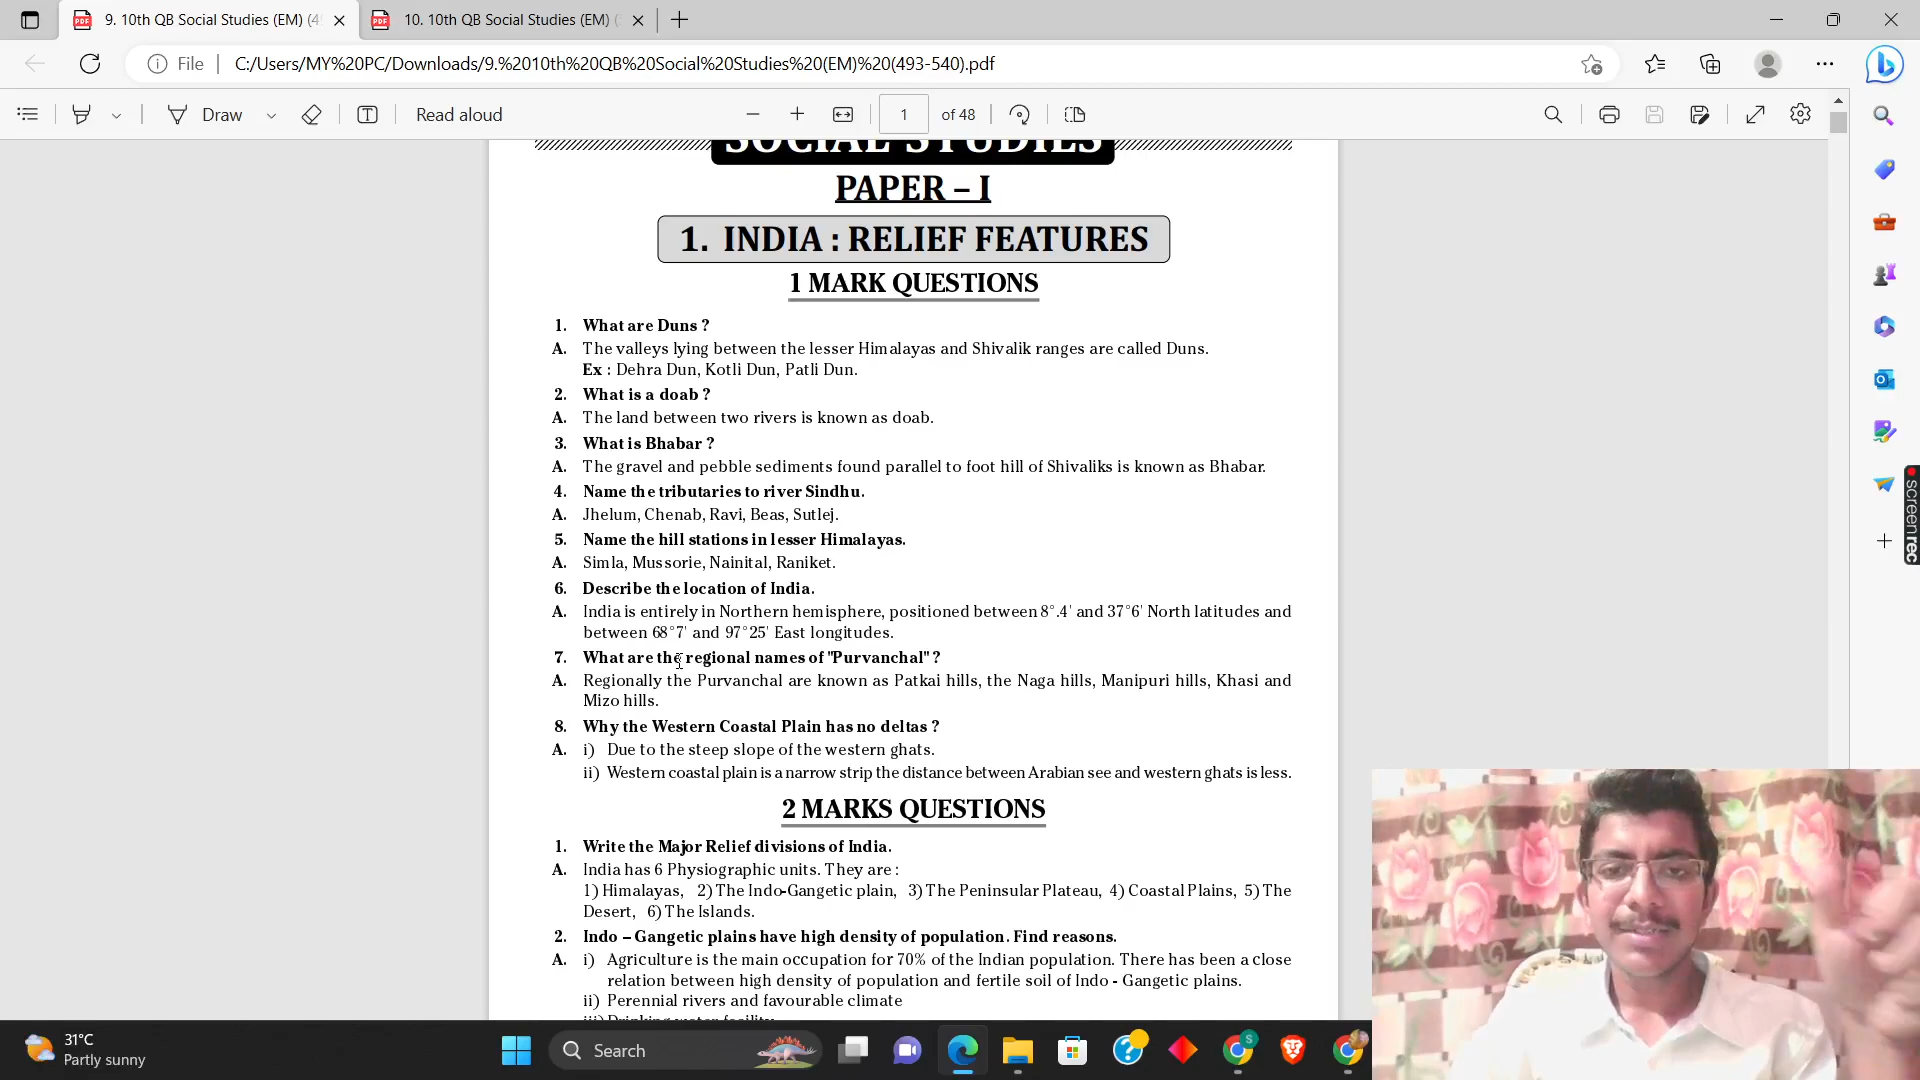 9. 10th QB Social Studies (EM) (4
10. 10th QB Social Studies (EM) (
File
C:/Users/MY%20PC/Downloads/9.%2010th%20QB%20Social%20Studies%20(EM)%20(493-540).pdf
Draw
Read aloud
1 of 48
SOCIAL STUDIES
PAPER – I
1. INDIA : RELIEF FEATURES
1 MARK QUESTIONS
1. What are Duns ?
A. The valleys lying between the lesser Himalayas and Shivalik ranges are called Duns.
Ex : Dehra Dun, Kotli Dun, Patli Dun.
2. What is a doab ?
A. The land between two rivers is known as doab.
3. What is Bhabar ?
A. The gravel and pebble sediments found parallel to foot hill of Shivaliks is known as Bhabar.
4. Name the tributaries to river Sindhu.
A. Jhelum, Chenab, Ravi, Beas, Sutlej.
5. Name the hill stations in lesser Himalayas.
A. Simla, Mussorie, Nainital, Raniket.
6. Describe the location of India.
A. India is entirely in Northern hemisphere, positioned between 8°.4' and 37°6' North latitudes and
between 68°7' and 97°25' East longitudes.
7. What are the regional names of "Purvanchal" ?
A. Regionally the Purvanchal are known as Patkai hills, the Naga hills, Manipuri hills, Khasi and
Mizo hills.
8. Why the Western Coastal Plain has no deltas ?
A. i) Due to the steep slope of the western ghats.
ii) Western coastal plain is a narrow strip the distance between Arabian see and western ghats is less.
2 MARKS QUESTIONS
1. Write the Major Relief divisions of India.
A. India has 6 Physiographic units. They are :
1) Himalayas, 2) The Indo-Gangetic plain, 3) The Peninsular Plateau, 4) Coastal Plains, 5) The
Desert, 6) The Islands.
2. Indo – Gangetic plains have high density of population. Find reasons.
A. i) Agriculture is the main occupation for 70% of the Indian population. There has been a close
relation between high density of population and fertile soil of Indo - Gangetic plains.
ii) Perennial rivers and favourable climate
iii) Drinking water facility
screenrec
31°C
Partly sunny
Search